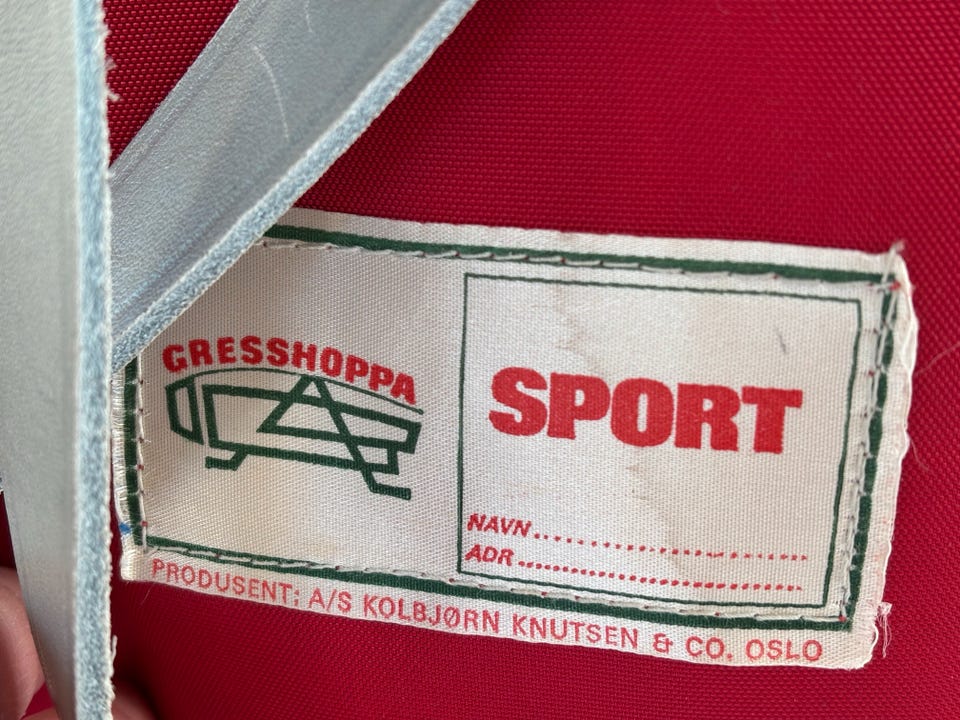 GRESSHOPPA
SPORT
NAVN...............................
ADR.................................
PRODUSENT: A/S KOLBJØRN KNUTSEN & CO. OSLO